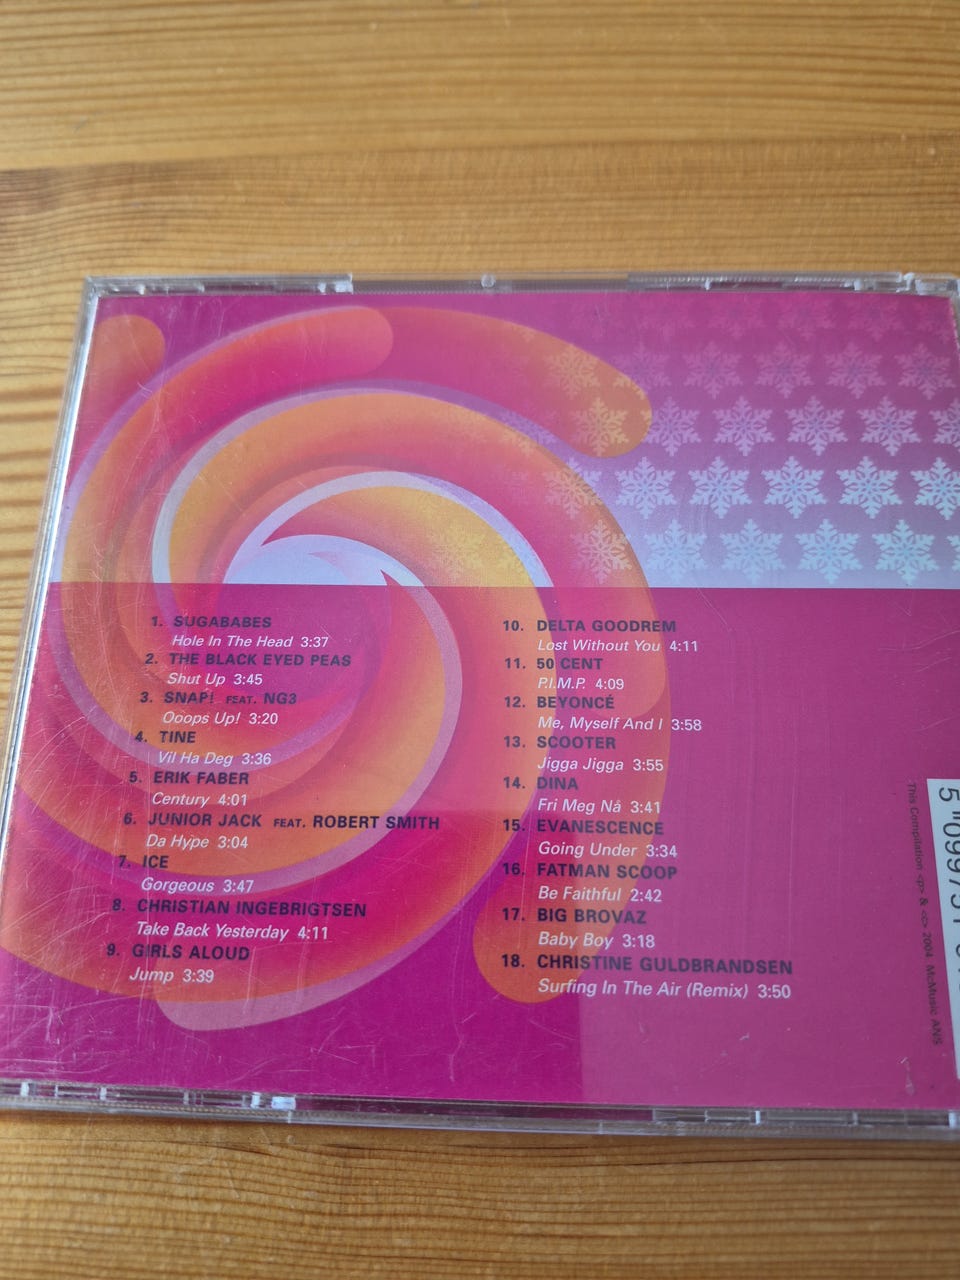 1. SUGABABES
Hole In The Head 3:37
2. THE BLACK EYED PEAS
Shut Up 3:45
3. SNAP! FEAT. NG3
Ooops Up! 3:20
4. TINE
Vil Ha Deg 3:36
5. ERIK FABER
Century 4:01
6. JUNIOR JACK FEAT. ROBERT SMITH
Da Hype 3:04
7. ICE
Gorgeous 3:47
8. CHRISTIAN INGEBRIGTSEN
Take Back Yesterday 4:11
9. GIRLS ALOUD
Jump 3:39
10. DELTA GOODREM
Lost Without You 4:11
11. 50 CENT
P.I.M.P. 4:09
12. BEYONCÉ
Me, Myself And I 3:58
13. SCOOTER
Jigga Jigga 3:55
14. DINA
Fri Meg Nå 3:41
15. EVANESCENCE
Going Under 3:34
16. FATMAN SCOOP
Be Faithful 2:42
17. BIG BROVAZ
Baby Boy 3:18
18. CHRISTINE GULDBRANDSEN
Surfing In The Air (Remix) 3:50
This Compilation <p> & <c> 2004 McMusic ANS
5 "09975